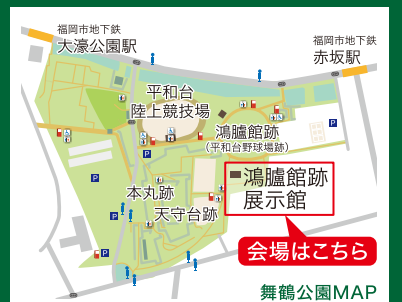 福岡市地下鉄
大濠公園駅
福岡市地下鉄
赤坂駅
平和台
陸上競技場
鴻臚館跡
(平和台野球場跡)
鴻臚館跡
展示館
本丸跡
天守台跡
会場はこちら
舞鶴公園MAP
P
P
P
P
P
P